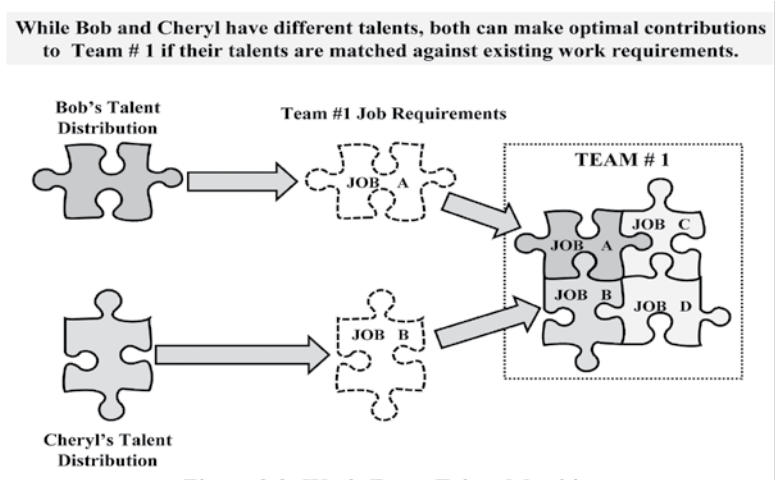 While Bob and Cheryl have different talents, both can make optimal contributions
to Team # 1 if their talents are matched against existing work requirements.
Bob's Talent
Distribution
Team #1 Job Requirements
TEAM # 1
JOB A
JOB C
JOB A
JOB B
JOB D
JOB B
Cheryl's Talent
Distribution